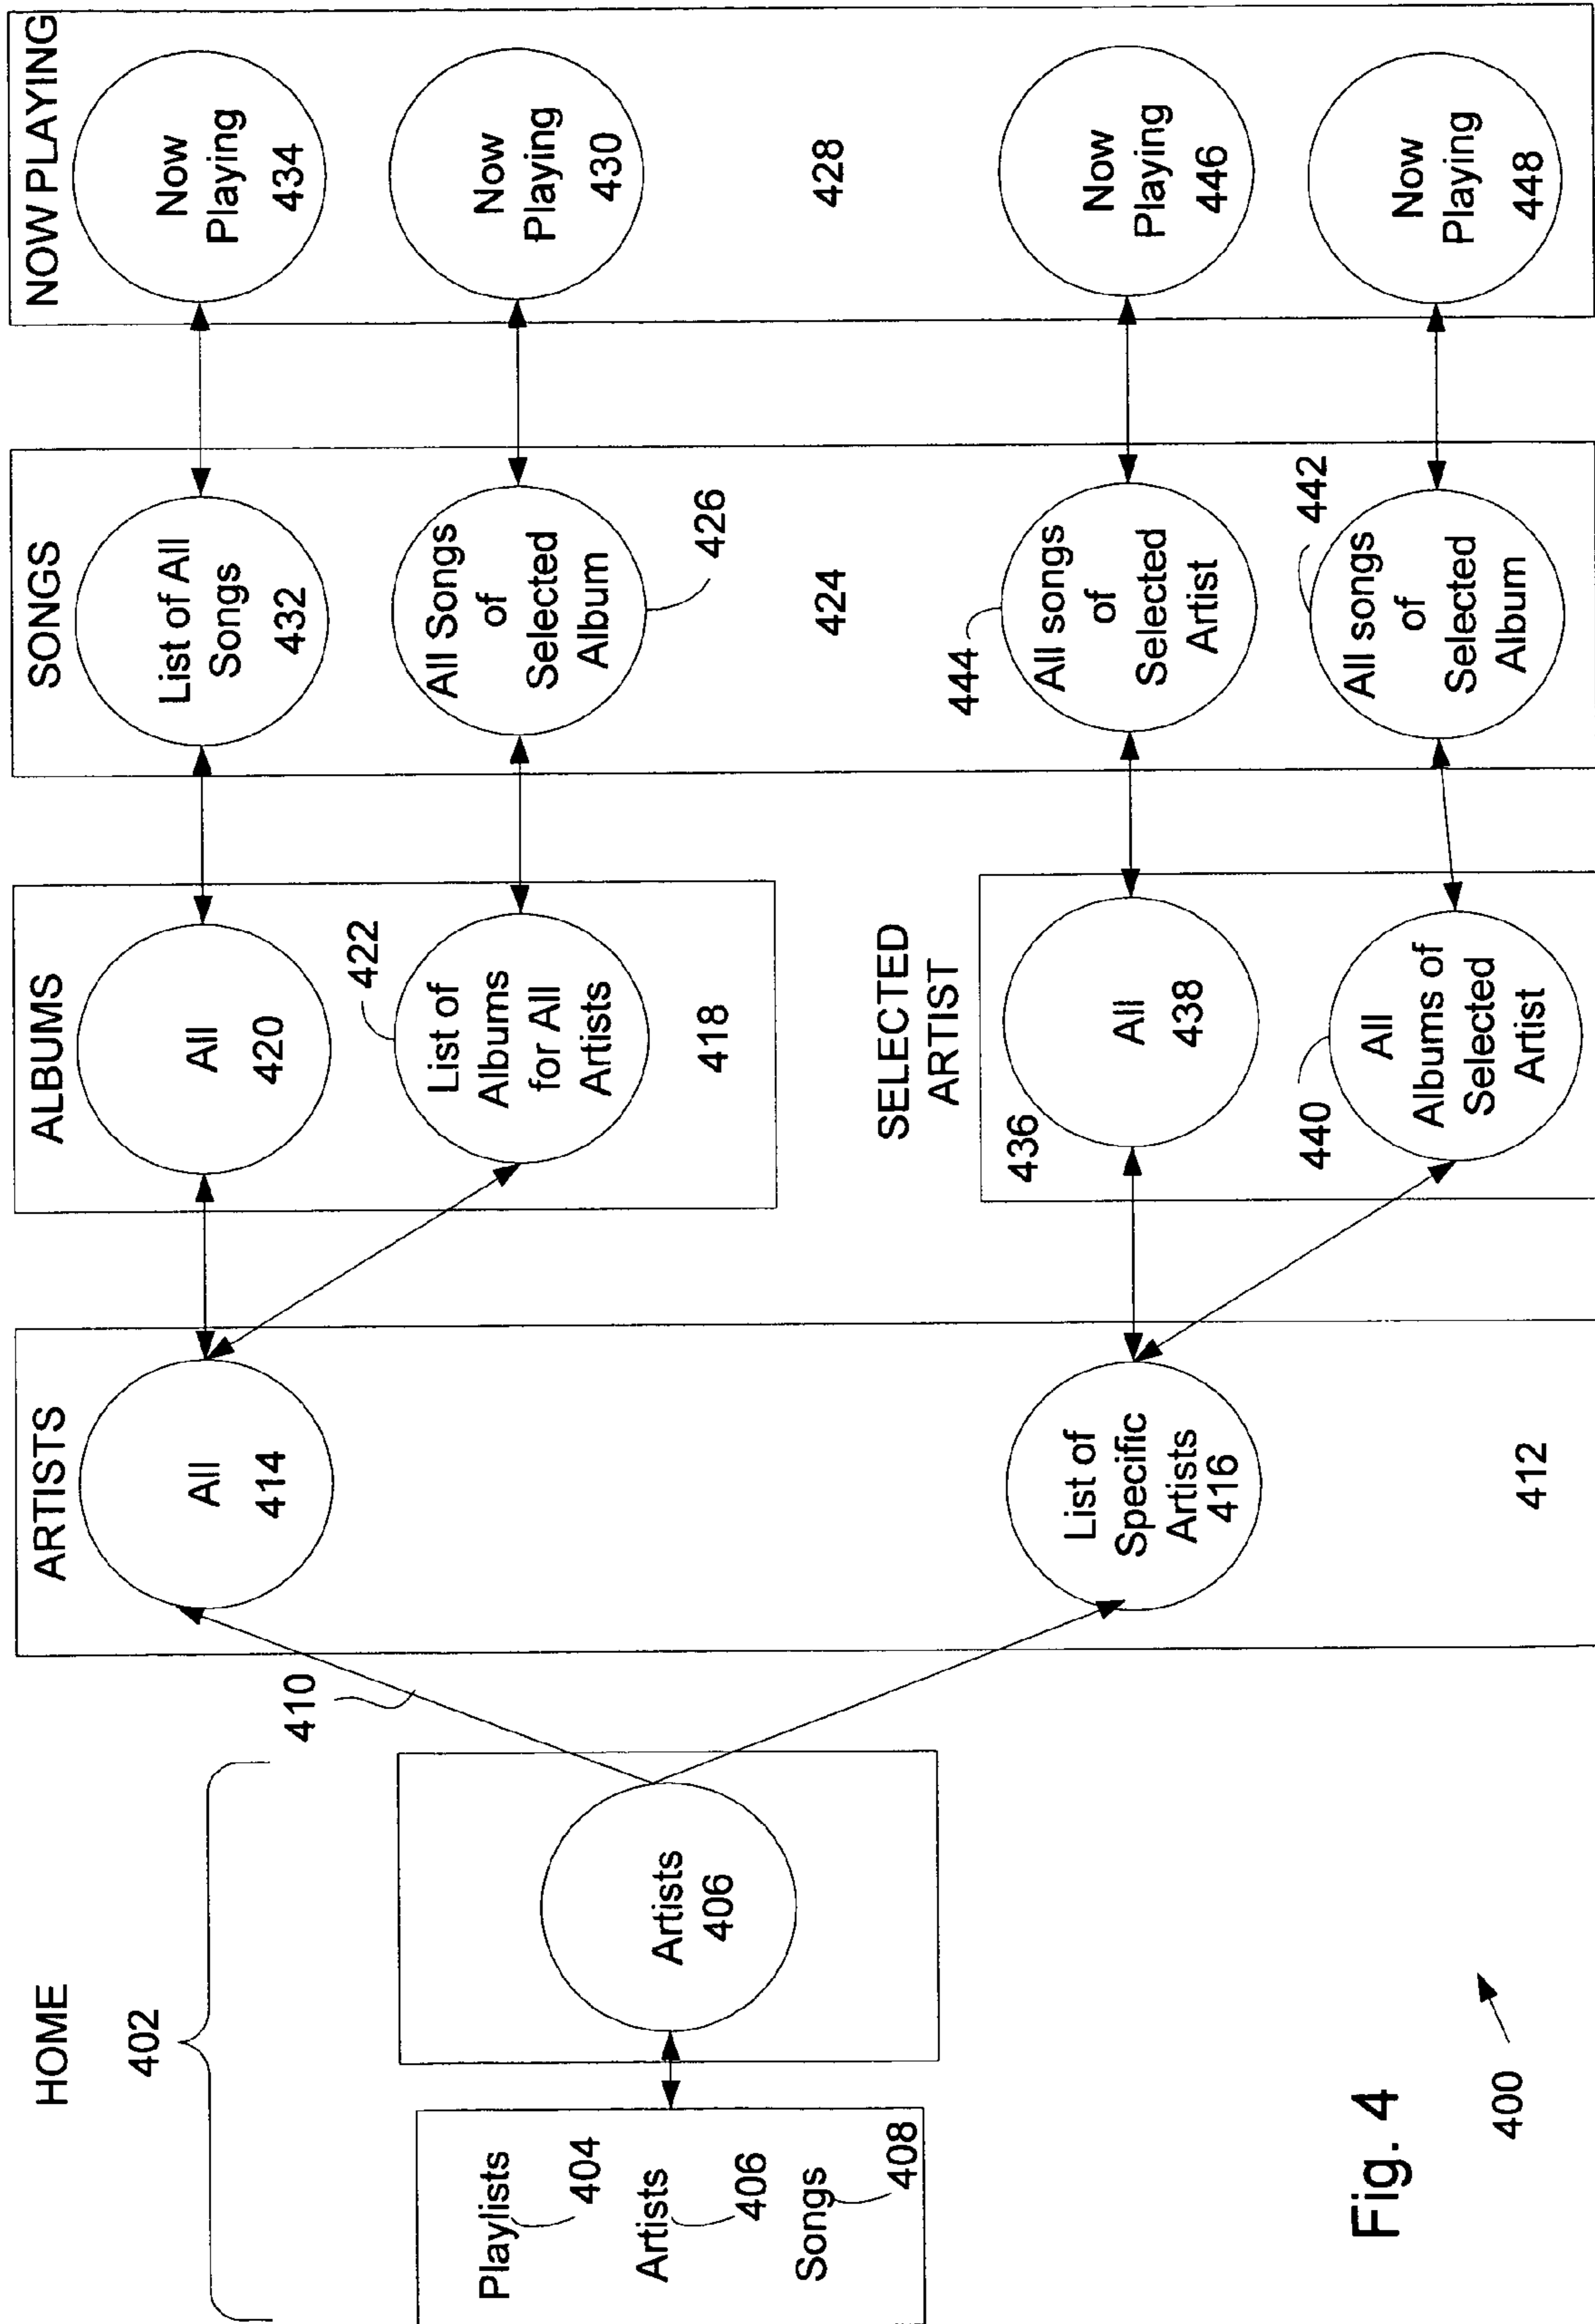 HOME
402
Playlists
404
Artists
406
Songs
408
Artists
406
410
ARTISTS
All
414
List of
Specific
Artists
416
412
ALBUMS
All
420
422
List of
Albums
for All
Artists
418
SELECTED
ARTIST
436
All
438
440
All
Albums of
Selected
Artist
SONGS
List of All
Songs
432
All Songs
of
Selected
Album
426
424
444
All songs
of
Selected
Artist
442
All songs
of
Selected
Album
NOW PLAYING
Now
Playing
434
Now
Playing
430
428
Now
Playing
446
Now
Playing
448
Fig. 4
400